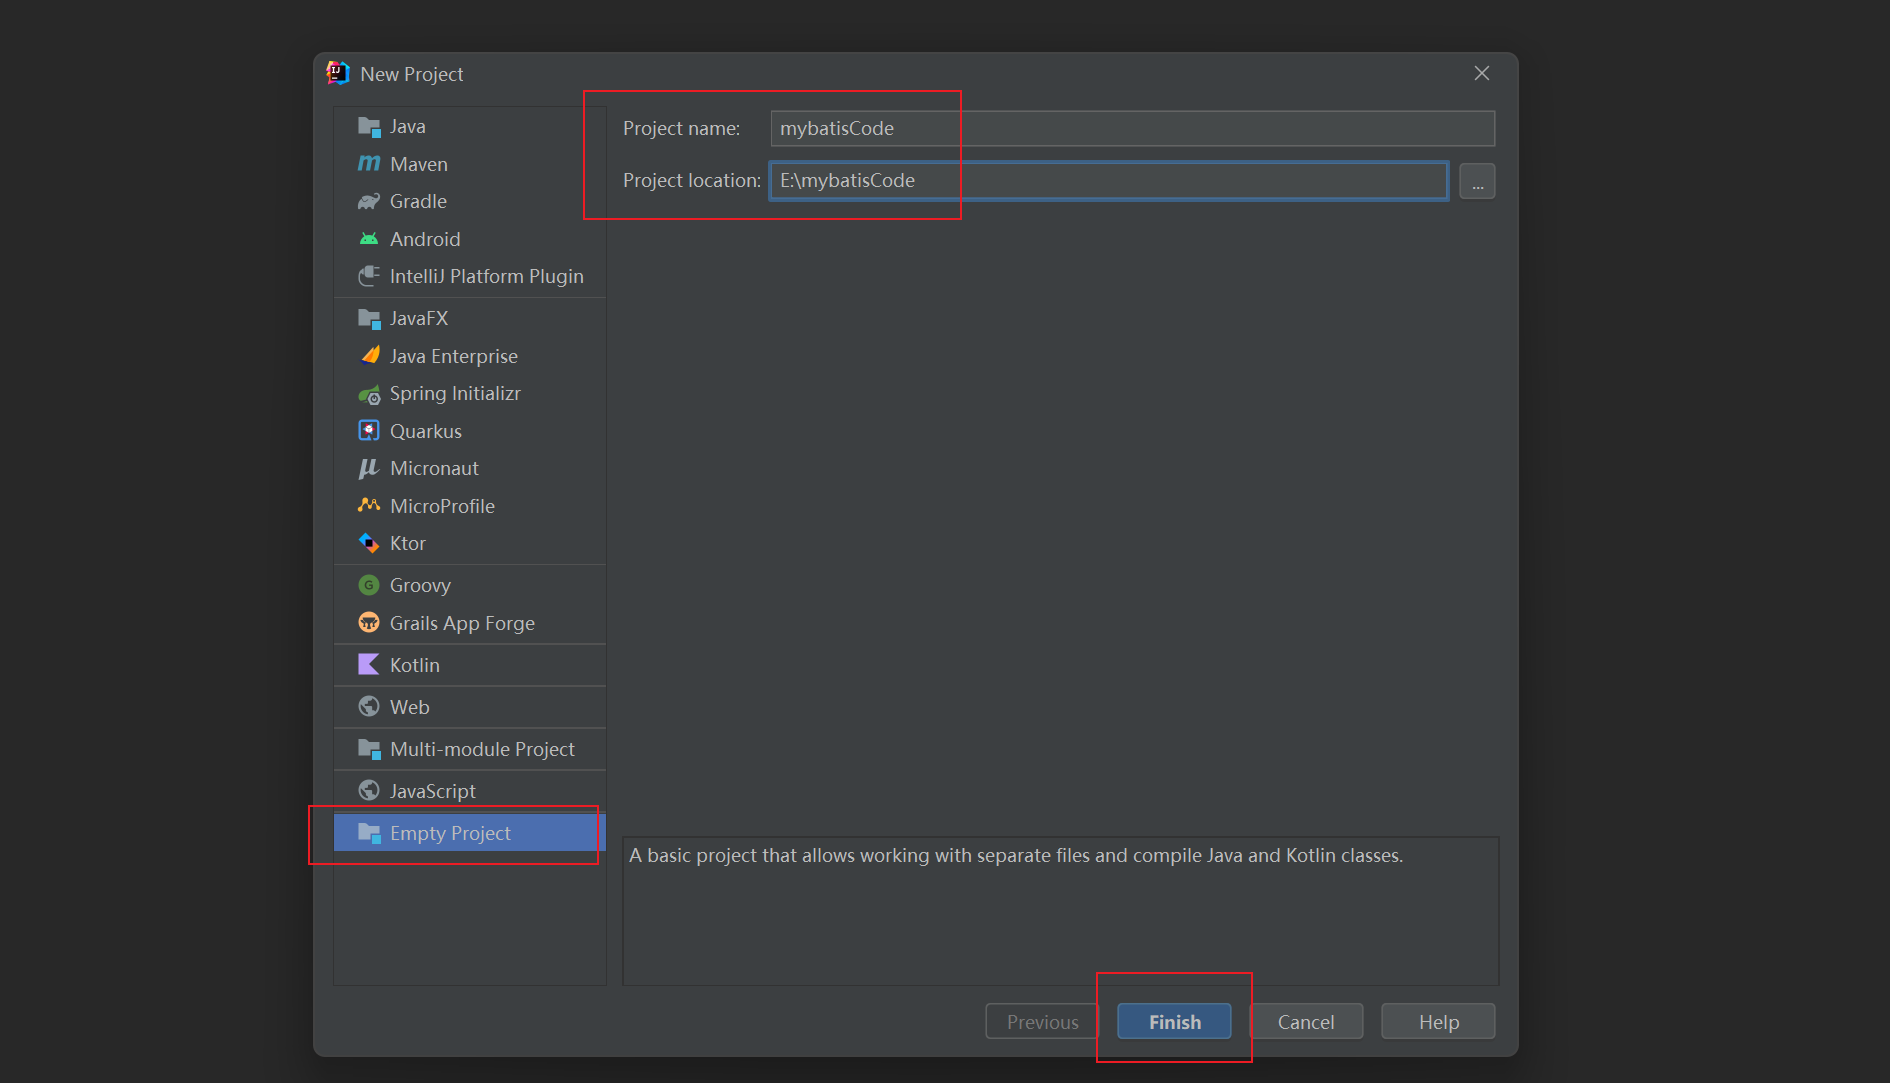 New Project
Java
Maven
Gradle
Android
IntelliJ Platform Plugin
JavaFX
Java Enterprise
Spring Initializr
Quarkus
Micronaut
MicroProfile
Ktor
Groovy
Grails App Forge
Kotlin
Web
Multi-module Project
JavaScript
Empty Project
Project name: mybatisCode
Project location: E:\mybatisCode ...
A basic project that allows working with separate files and compile Java and Kotlin classes.
Previous Finish Cancel Help